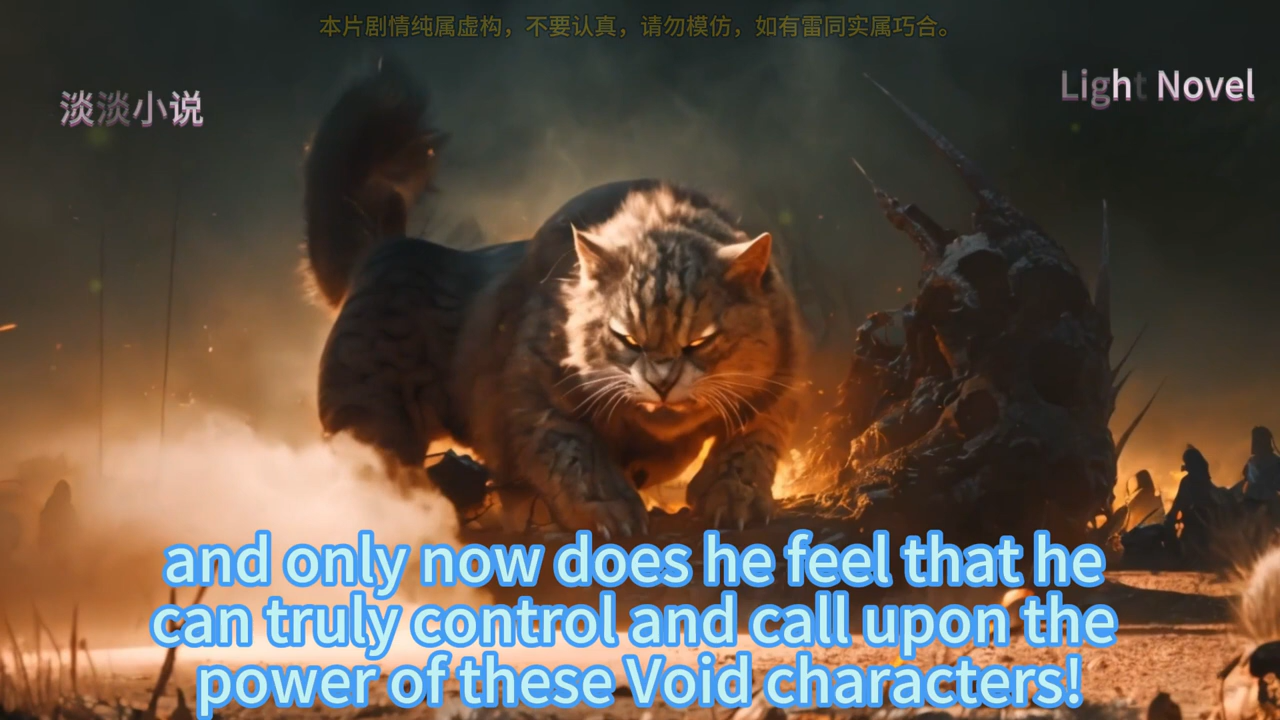 本片剧情纯属虚构，不要认真，请勿模仿，如有雷同实属巧合。
淡淡小说
Light Novel
and only now does he feel that he
can truly control and call upon the
power of these Void characters!